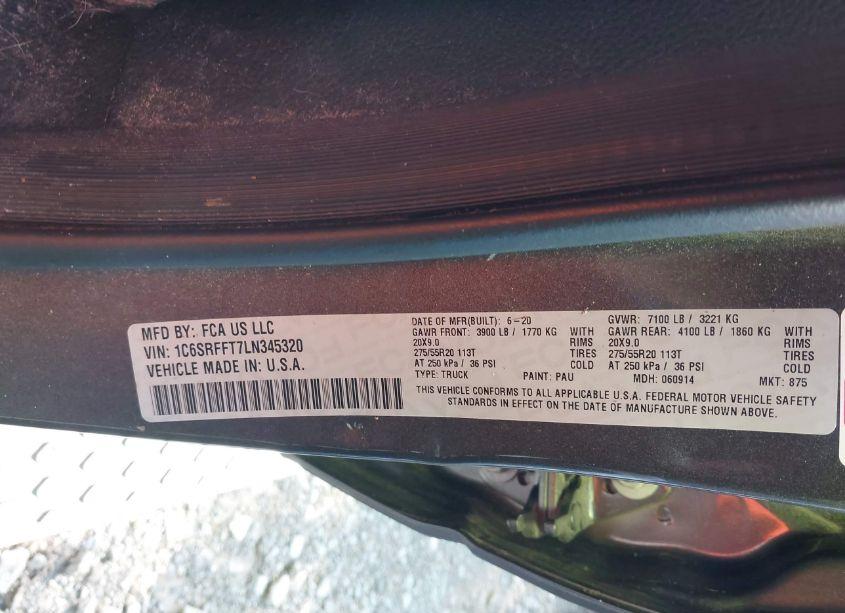 MFD BY: FCA US LLC
VIN: 1C6SRFFT7LN345320
VEHICLE MADE IN: U.S.A.
DATE OF MFR(BUILT): 6-20 GVWR: 7100 LB / 3221 KG
GAWR FRONT: 3900 LB / 1770 KG WITH GAWR REAR: 4100 LB / 1860 KG WITH
20X9.0 RIMS 20X9.0 RIMS
275/55R20 113T TIRES 275/55R20 113T TIRES
AT 250 kPa / 36 PSI COLD AT 250 kPa / 36 PSI COLD
TYPE: TRUCK PAINT: PAU MDH: 060914 MKT: 875
THIS VEHICLE CONFORMS TO ALL APPLICABLE U.S.A. FEDERAL MOTOR VEHICLE SAFETY
STANDARDS IN EFFECT ON THE DATE OF MANUFACTURE SHOWN ABOVE.